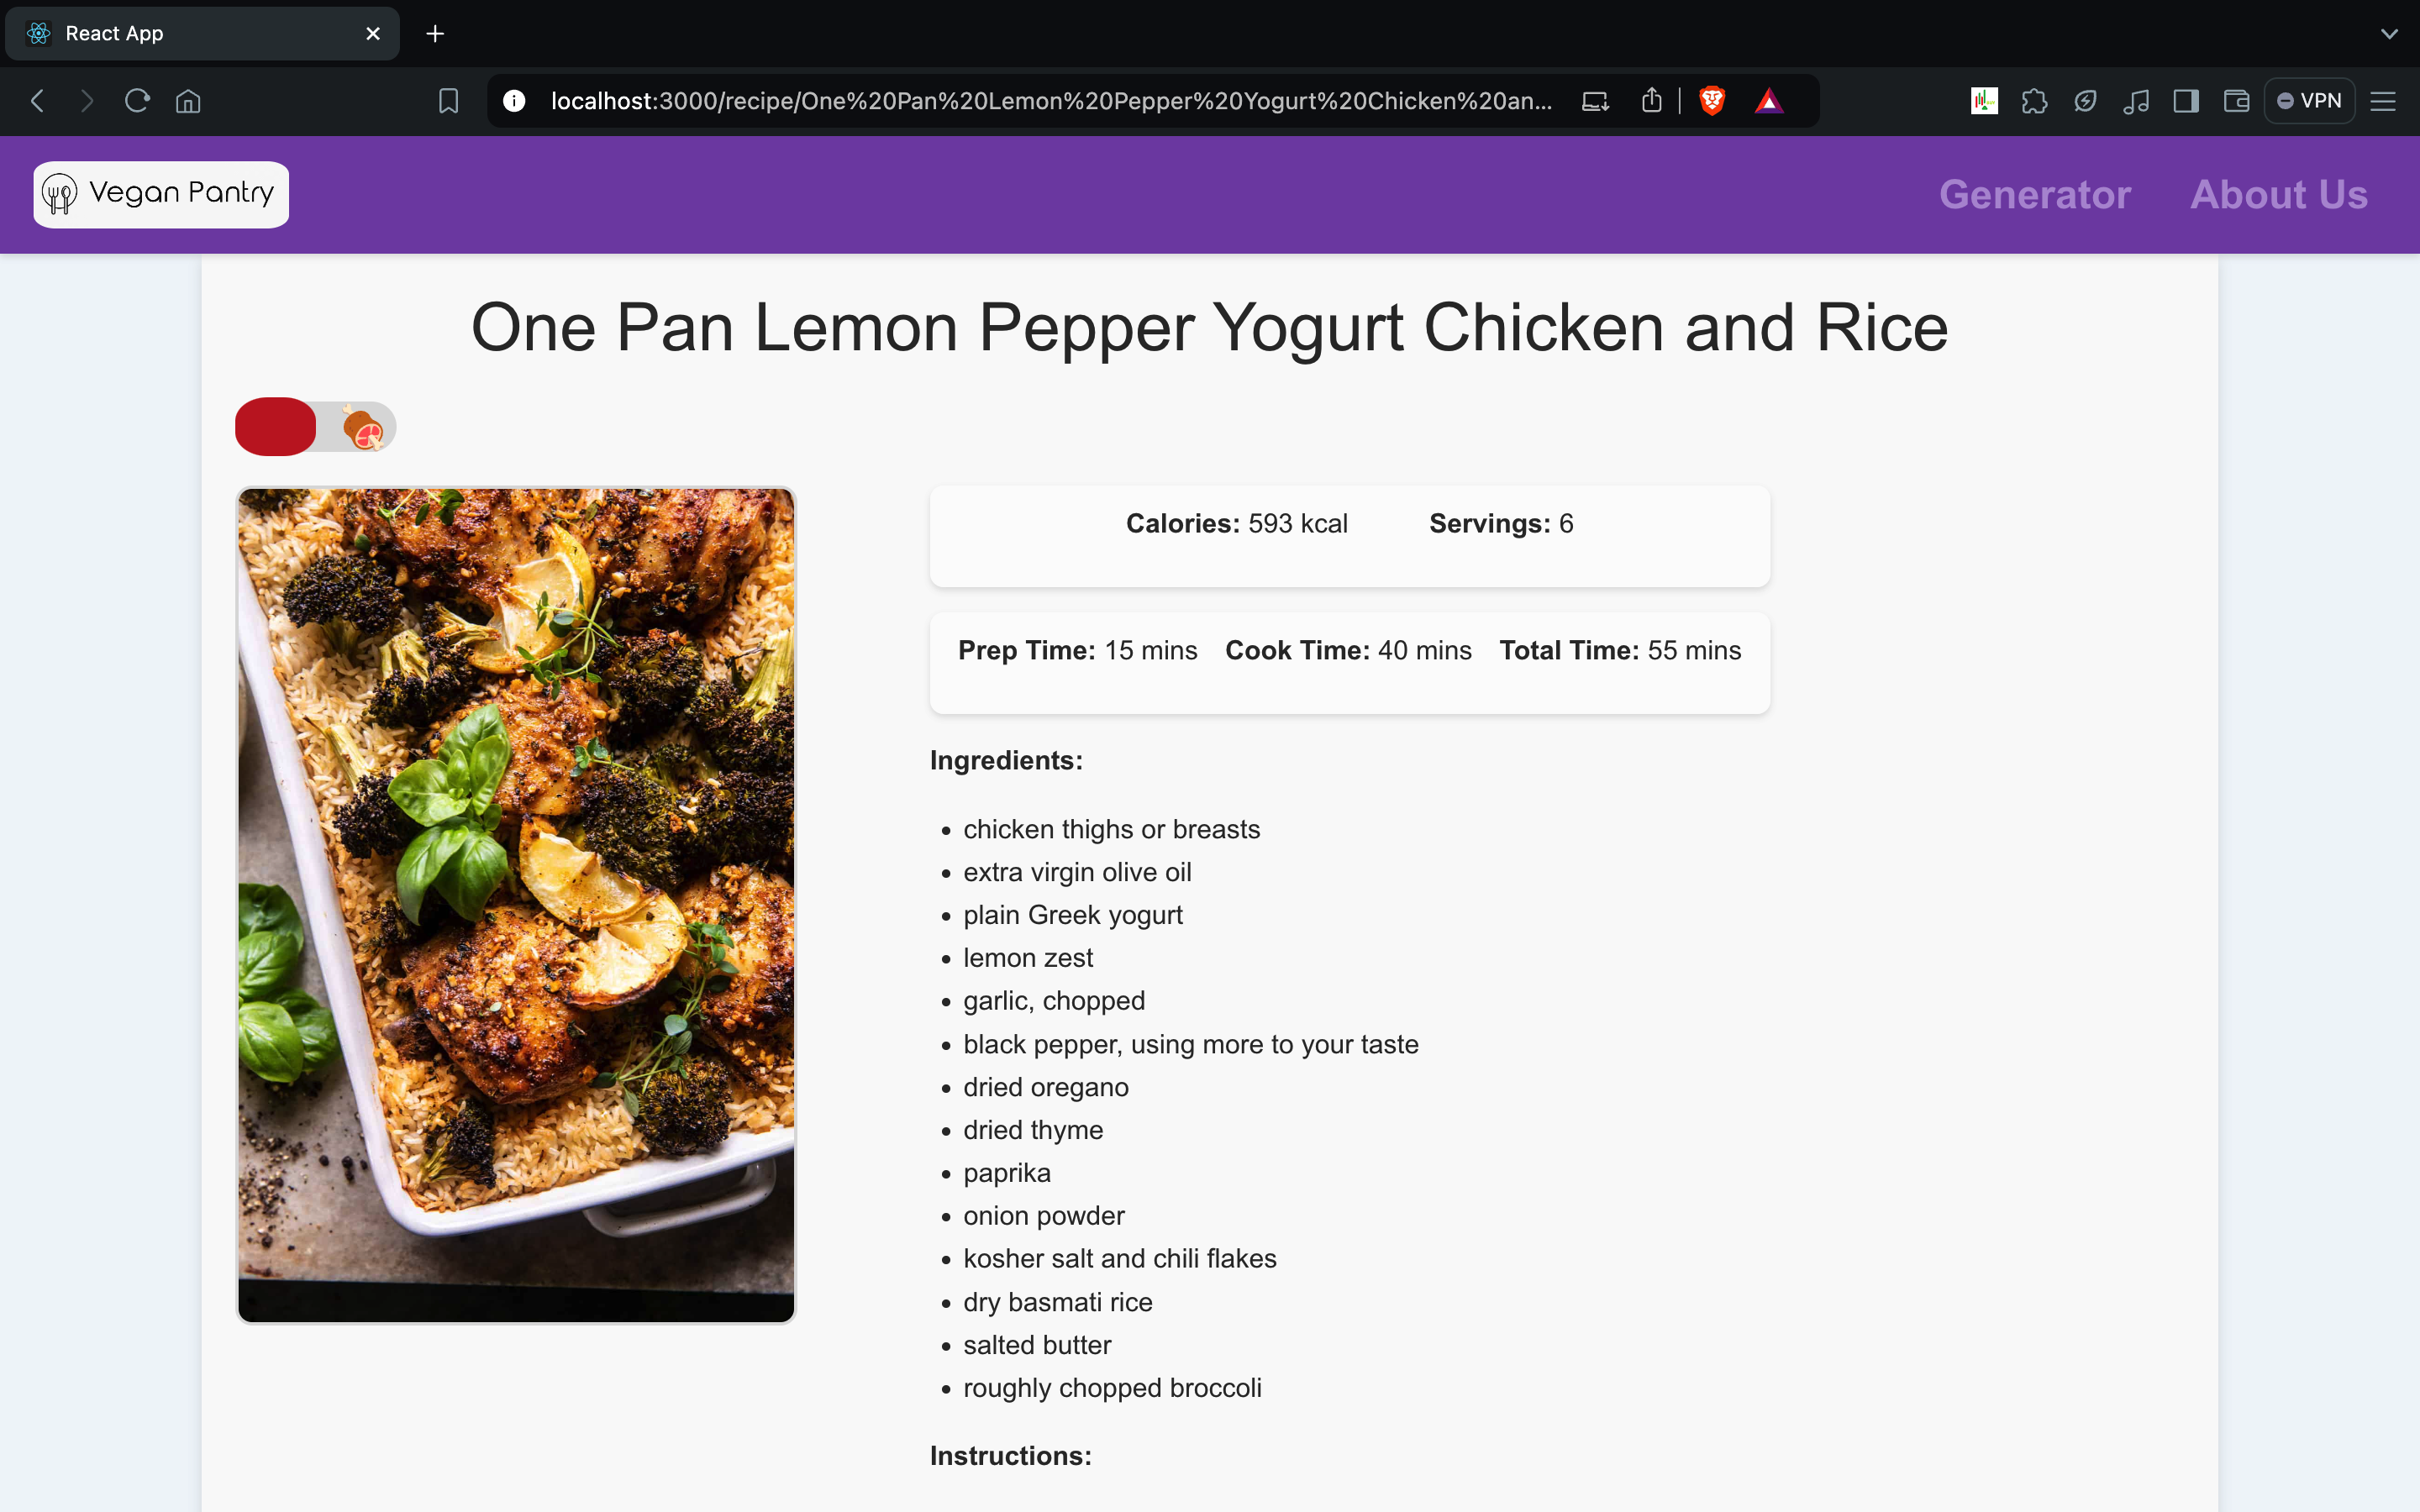 React App
localhost:3000/recipe/One%20Pan%20Lemon%20Pepper%20Yogurt%20Chicken%20an...
VPN
Vegan Pantry
Generator
About Us
One Pan Lemon Pepper Yogurt Chicken and Rice
Calories: 593 kcal Servings: 6
Prep Time: 15 mins Cook Time: 40 mins Total Time: 55 mins
Ingredients:
chicken thighs or breasts
extra virgin olive oil
plain Greek yogurt
lemon zest
garlic, chopped
black pepper, using more to your taste
dried oregano
dried thyme
paprika
onion powder
kosher salt and chili flakes
dry basmati rice
salted butter
roughly chopped broccoli
Instructions: